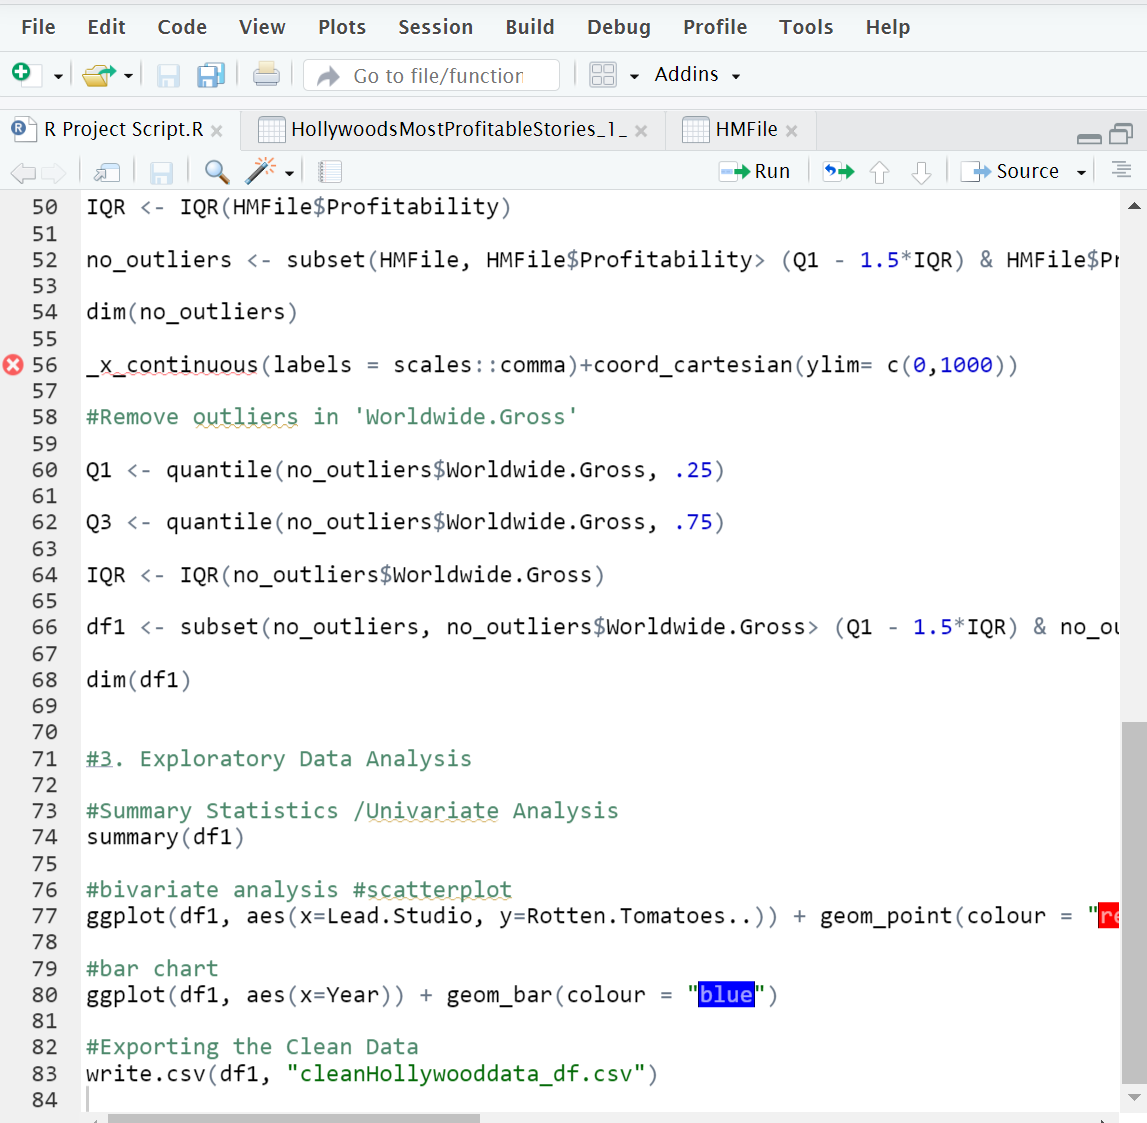 File Edit Code View Plots Session Build Debug Profile Tools Help
Go to file/function Addins
R Project Script.R HollywoodsMostProfitableStories_1_ HMFile
Run Source
50 IQR <- IQR(HMFile$Profitability)
51
52 no_outliers <- subset(HMFile, HMFile$Profitability> (Q1 - 1.5*IQR) & HMFile$Pr
53
54 dim(no_outliers)
55
56 _x_continuous(labels = scales::comma)+coord_cartesian(ylim= c(0,1000))
57
58 #Remove outliers in 'Worldwide.Gross'
59
60 Q1 <- quantile(no_outliers$Worldwide.Gross, .25)
61
62 Q3 <- quantile(no_outliers$Worldwide.Gross, .75)
63
64 IQR <- IQR(no_outliers$Worldwide.Gross)
65
66 df1 <- subset(no_outliers, no_outliers$Worldwide.Gross> (Q1 - 1.5*IQR) & no_ou
67
68 dim(df1)
69
70
71 #3. Exploratory Data Analysis
72
73 #Summary Statistics /Univariate Analysis
74 summary(df1)
75
76 #bivariate analysis #scatterplot
77 ggplot(df1, aes(x=Lead.Studio, y=Rotten.Tomatoes..)) + geom_point(colour = "re
78
79 #bar chart
80 ggplot(df1, aes(x=Year)) + geom_bar(colour = "blue")
81
82 #Exporting the Clean Data
83 write.csv(df1, "cleanHollywooddata_df.csv")
84